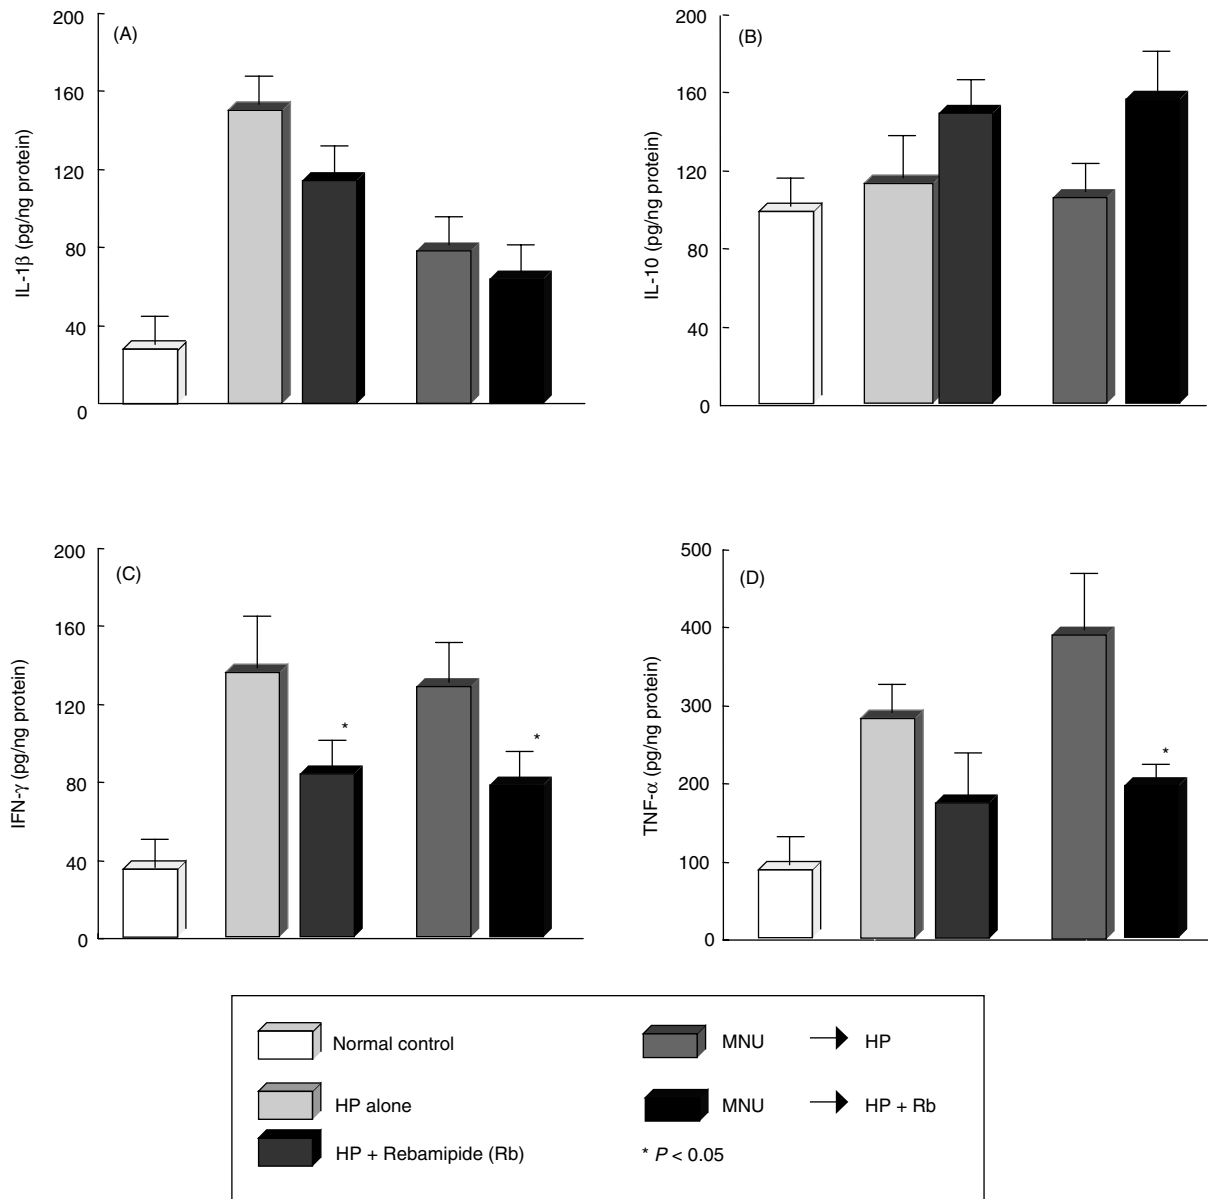 (A)
200
160
120
80
40
0
IL-1β (pg/ng protein)
(B)
200
160
120
80
40
0
IL-10 (pg/ng protein)
(C)
200
160
120
80
40
0
IFN-γ (pg/ng protein)
*
*
(D)
500
400
300
200
100
0
TNF-α (pg/ng protein)
*
Normal control
HP alone
HP + Rebamipide (Rb)
MNU HP
MNU HP + Rb
* P < 0.05